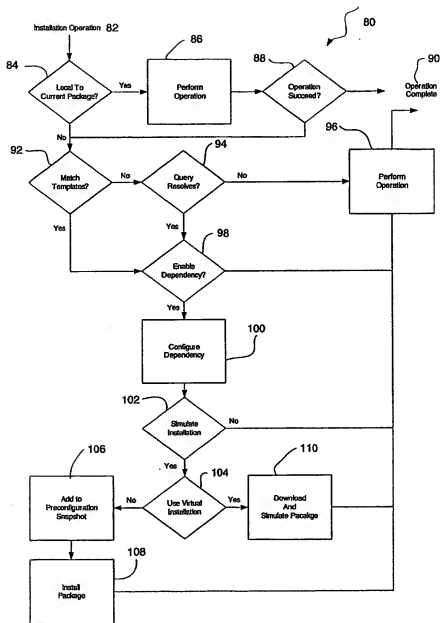 Installation Operation 82
80
84
86
88
90
Local To
Current Package?
Yes
Perform
Operation
Operation
Succeed?
Operation
Complete
No
92
94
96
Match
Templates?
No
Query
Resolves?
No
Perform
Operation
Yes
Yes
98
Enable
Dependency?
Yes
Configure
Dependency
100
102
Simulate
Installation
No
Yes
106
104
110
Add to
Preconfiguration
Snapshot
No
Use Virtual
Installation
Yes
Download
And
Simulate Pacakge
108
Install
Package